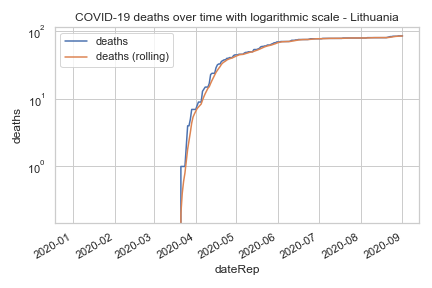 COVID-19 deaths over time with logarithmic scale - Lithuania
deaths
deaths (rolling)
10²
10¹
10⁰
deaths
2020-01
2020-02
2020-03
2020-04
2020-05
2020-06
2020-07
2020-08
2020-09
dateRep